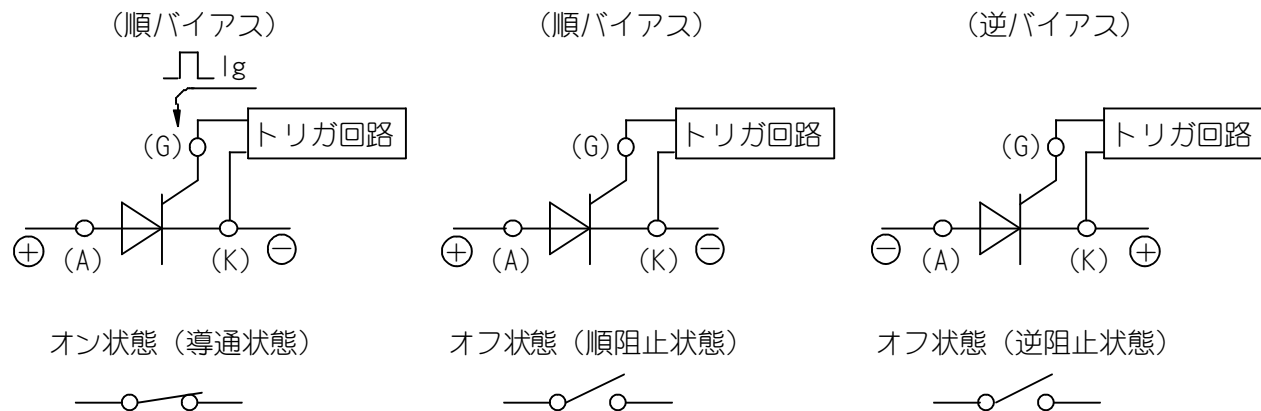 (順バイアス)
Ig
トリガ回路
(G)
⊕
(A)
(K)
⊖
オン状態 (導通状態)
(順バイアス)
トリガ回路
(G)
⊕
(A)
(K)
⊖
オフ状態 (順阻止状態)
(逆バイアス)
トリガ回路
(G)
⊖
(A)
(K)
⊕
オフ状態 (逆阻止状態)